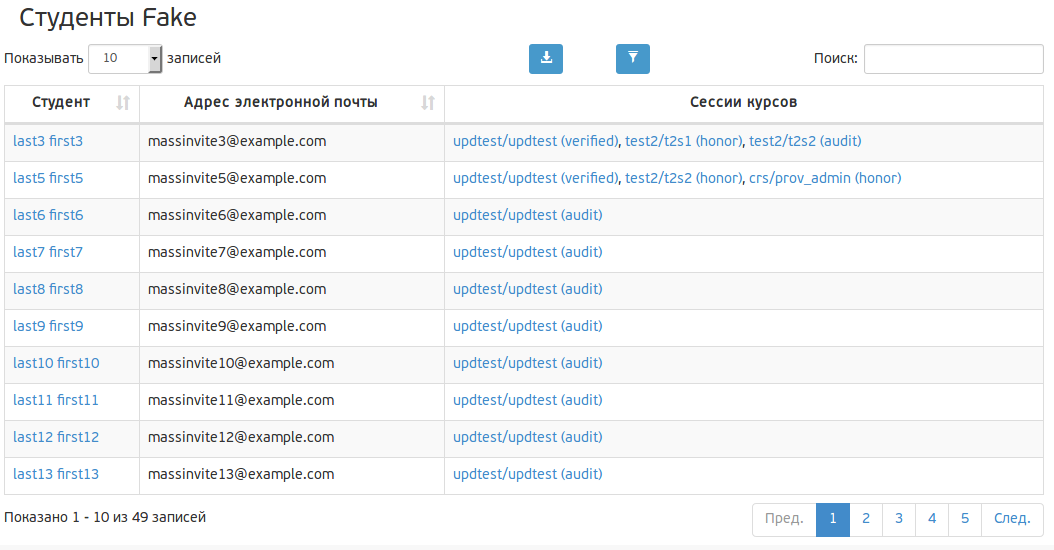 Студенты Fake
Показывать 10 записей Поиск:
Студент Адрес электронной почты Сессии курсов
last3 first3 massinvite3@example.com updtest/updtest (verified), test2/t2s1 (honor), test2/t2s2 (audit)
last5 first5 massinvite5@example.com updtest/updtest (verified), test2/t2s2 (honor), crs/prov_admin (honor)
last6 first6 massinvite6@example.com updtest/updtest (audit)
last7 first7 massinvite7@example.com updtest/updtest (audit)
last8 first8 massinvite8@example.com updtest/updtest (audit)
last9 first9 massinvite9@example.com updtest/updtest (audit)
last10 first10 massinvite10@example.com updtest/updtest (audit)
last11 first11 massinvite11@example.com updtest/updtest (audit)
last12 first12 massinvite12@example.com updtest/updtest (audit)
last13 first13 massinvite13@example.com updtest/updtest (audit)
Показано 1 - 10 из 49 записей Пред. 1 2 3 4 5 След.